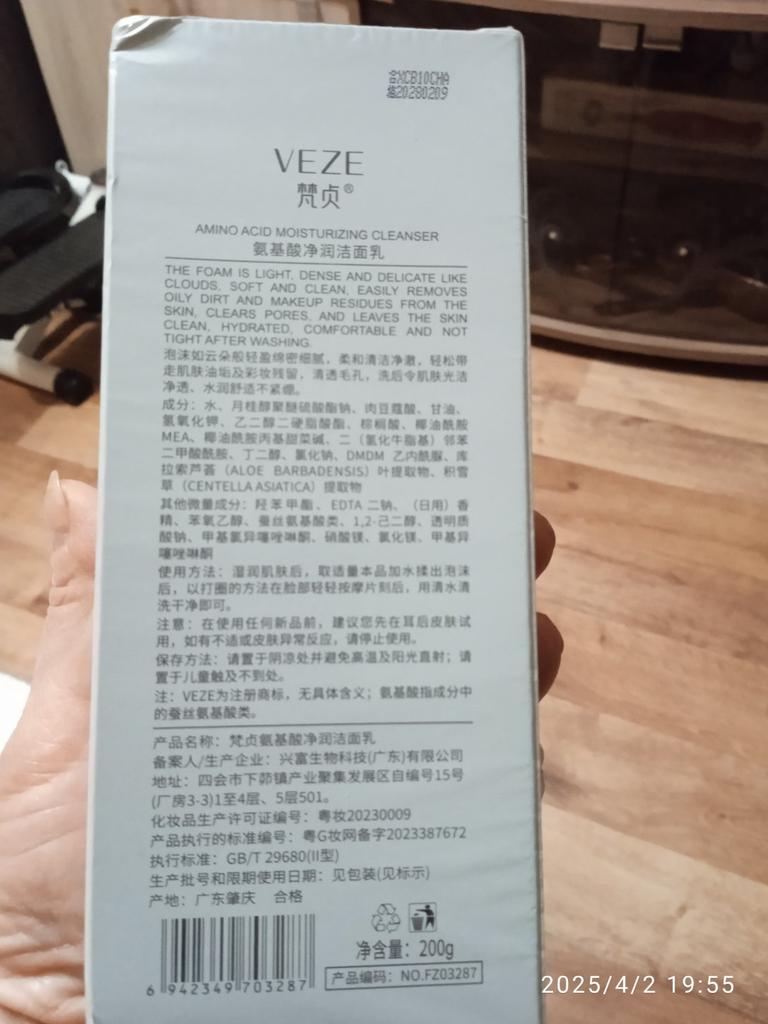 合XCB10CHA
格20280209
VEZE
梵贞®
AMINO ACID MOISTURIZING CLEANSER
氨基酸净润洁面乳
THE FOAM IS LIGHT, DENSE AND DELICATE LIKE
CLOUDS, SOFT AND CLEAN, EASILY REMOVES
OILY DIRT AND MAKEUP RESIDUES FROM THE
SKIN, CLEARS PORES, AND LEAVES THE SKIN
CLEAN, HYDRATED, COMFORTABLE AND NOT
TIGHT AFTER WASHING.
泡沫如云朵般轻盈绵密细腻，柔和清洁净澈，轻松带
走肌肤油垢及彩妆残留，清透毛孔，洗后令肌肤光洁
净透、水润舒适不紧绷。
成分：水、月桂醇聚醚硫酸酯钠、肉豆蔻酸、甘油、
氢氧化钾、乙二醇二硬脂酸酯、棕榈酸、椰油酰胺
MEA、椰油酰胺丙基甜菜碱、二（氢化牛脂基）邻苯
二甲酸酰胺、丁二醇、氯化钠、DMDM 乙内酰脲、库
拉索芦荟（ALOE BARBADENSIS）叶提取物、积雪
草（CENTELLA ASIATICA）提取物
其他微量成分：羟苯甲酯、EDTA 二钠、（日用）香
精、苯氧乙醇、蚕丝氨基酸类、1,2-己二醇、透明质
酸钠、甲基氯异噻唑啉酮、硝酸镁、氯化镁、甲基异
噻唑啉酮
使用方法：湿润肌肤后，取适量本品加水揉出泡沫
后，以打圈的方法在脸部轻轻按摩片刻后，用清水清
洗干净即可。
注意：在使用任何新品前，建议您先在耳后皮肤试
用，如有不适或皮肤异常反应，请停止使用。
保存方法：请置于阴凉处并避免高温及阳光直射；请
置于儿童触及不到处。
注：VEZE为注册商标，无具体含义；氨基酸指成分中
的蚕丝氨基酸类。
产品名称：梵贞氨基酸净润洁面乳
备案人/生产企业：兴富生物科技(广东)有限公司
地址：四会市下茆镇产业聚集发展区自编号15号
(厂房3-3)1至4层、5层501。
化妆品生产许可证编号：粤妆20230009
产品执行的标准编号：粤G妆网备字2023387672
执行标准：GB/T 29680(II型)
生产批号和限期使用日期：见包装(见标示)
产地：广东肇庆 合格
净含量：200g
产品编码：NO.FZ03287
6 942349 703287
2025/4/2 19:55